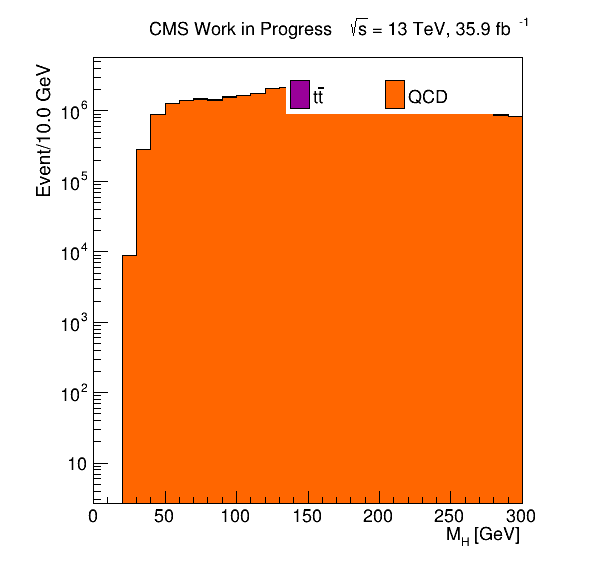 CMS Work in Progress √s = 13 TeV, 35.9 fb⁻¹
Event/10.0 GeV
tt̄ QCD
10⁶
10⁵
10⁴
10³
10²
10
0 50 100 150 200 250 300
M_H [GeV]